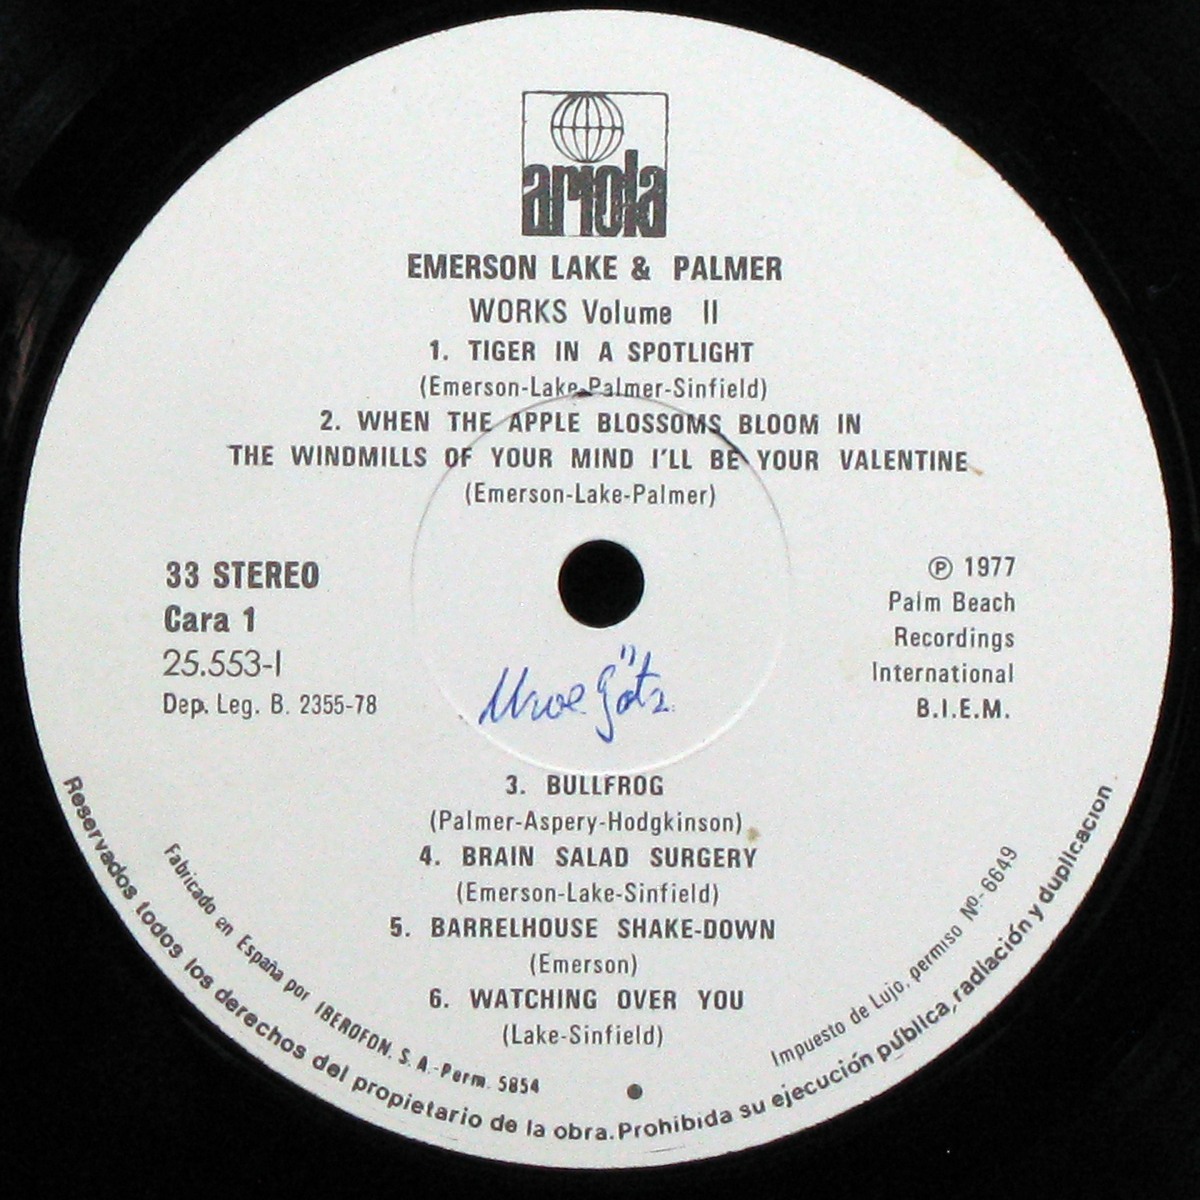 ariola
EMERSON LAKE & PALMER
WORKS Volume II
1. TIGER IN A SPOTLIGHT
(Emerson-Lake-Palmer-Sinfield)
2. WHEN THE APPLE BLOSSOMS BLOOM IN
THE WINDMILLS OF YOUR MIND I'LL BE YOUR VALENTINE
(Emerson-Lake-Palmer)
33 STEREO
Cara 1
25.553-I
Dep. Leg. B. 2355-78
℗ 1977
Palm Beach
Recordings
International
B.I.E.M.
Götz
3. BULLFROG
(Palmer-Aspery-Hodgkinson)
4. BRAIN SALAD SURGERY
(Emerson-Lake-Sinfield)
5. BARRELHOUSE SHAKE-DOWN
(Emerson)
6. WATCHING OVER YOU
(Lake-Sinfield)
Fabricado en España por IBEROFON. S. A.-Perm. 5854
Impuesto de Lujo, permiso Nº.-6649
Reservados todos los derechos del propietario de la obra. Prohibida su ejecución pública, radiación y duplicacion